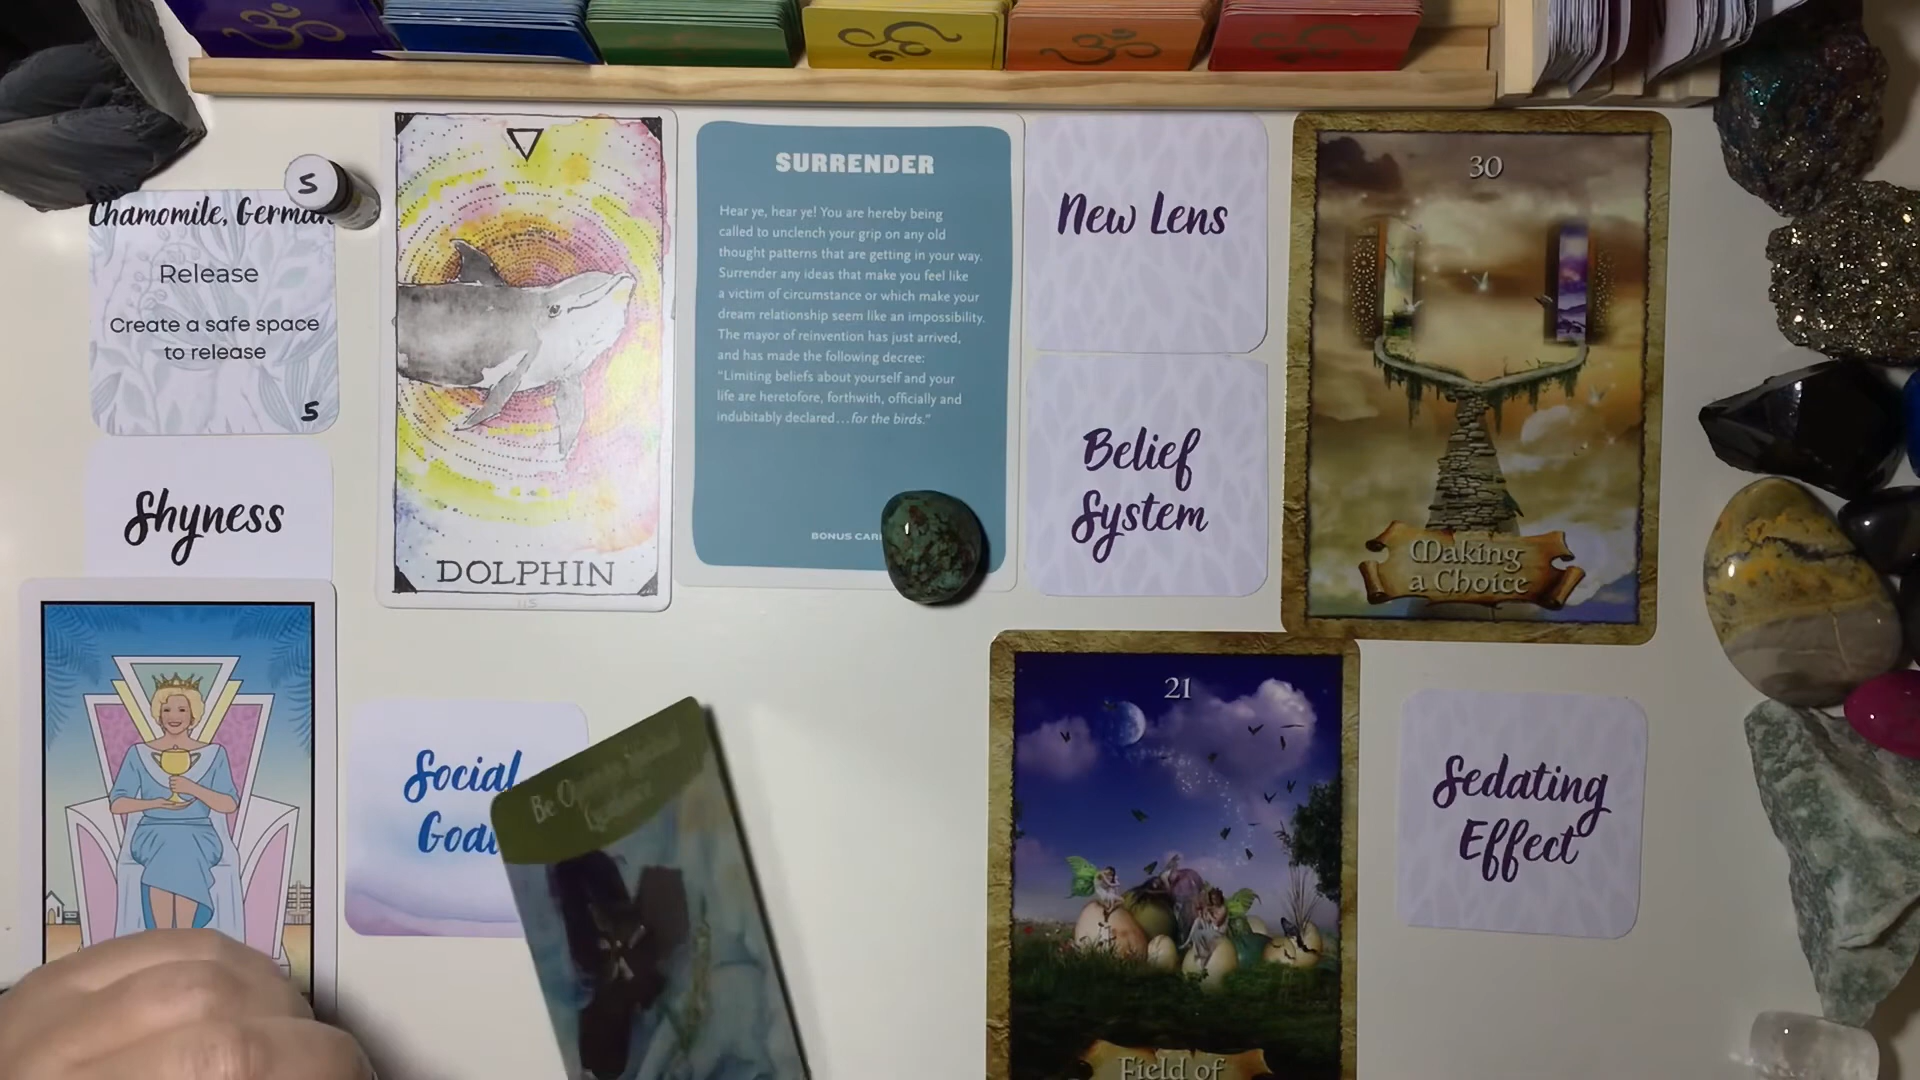 ॐ
ॐ
ॐ
ॐ
S
Chamomile, German
Release
Create a safe space
to release
S
Shyness
DOLPHIN
115
SURRENDER
Hear ye, hear ye! You are hereby being
called to unclench your grip on any old
thought patterns that are getting in your way.
Surrender any ideas that make you feel like
a victim of circumstance or which make your
dream relationship seem like an impossibility.
The mayor of reinvention has just arrived,
and has made the following decree:
"Limiting beliefs about yourself and your
life are heretofore, forthwith, officially and
indubitably declared...for the birds."
BONUS
New Lens
Belief
System
30
Making
a Choice
Social
Be
21
Field of
Sedating
Effect